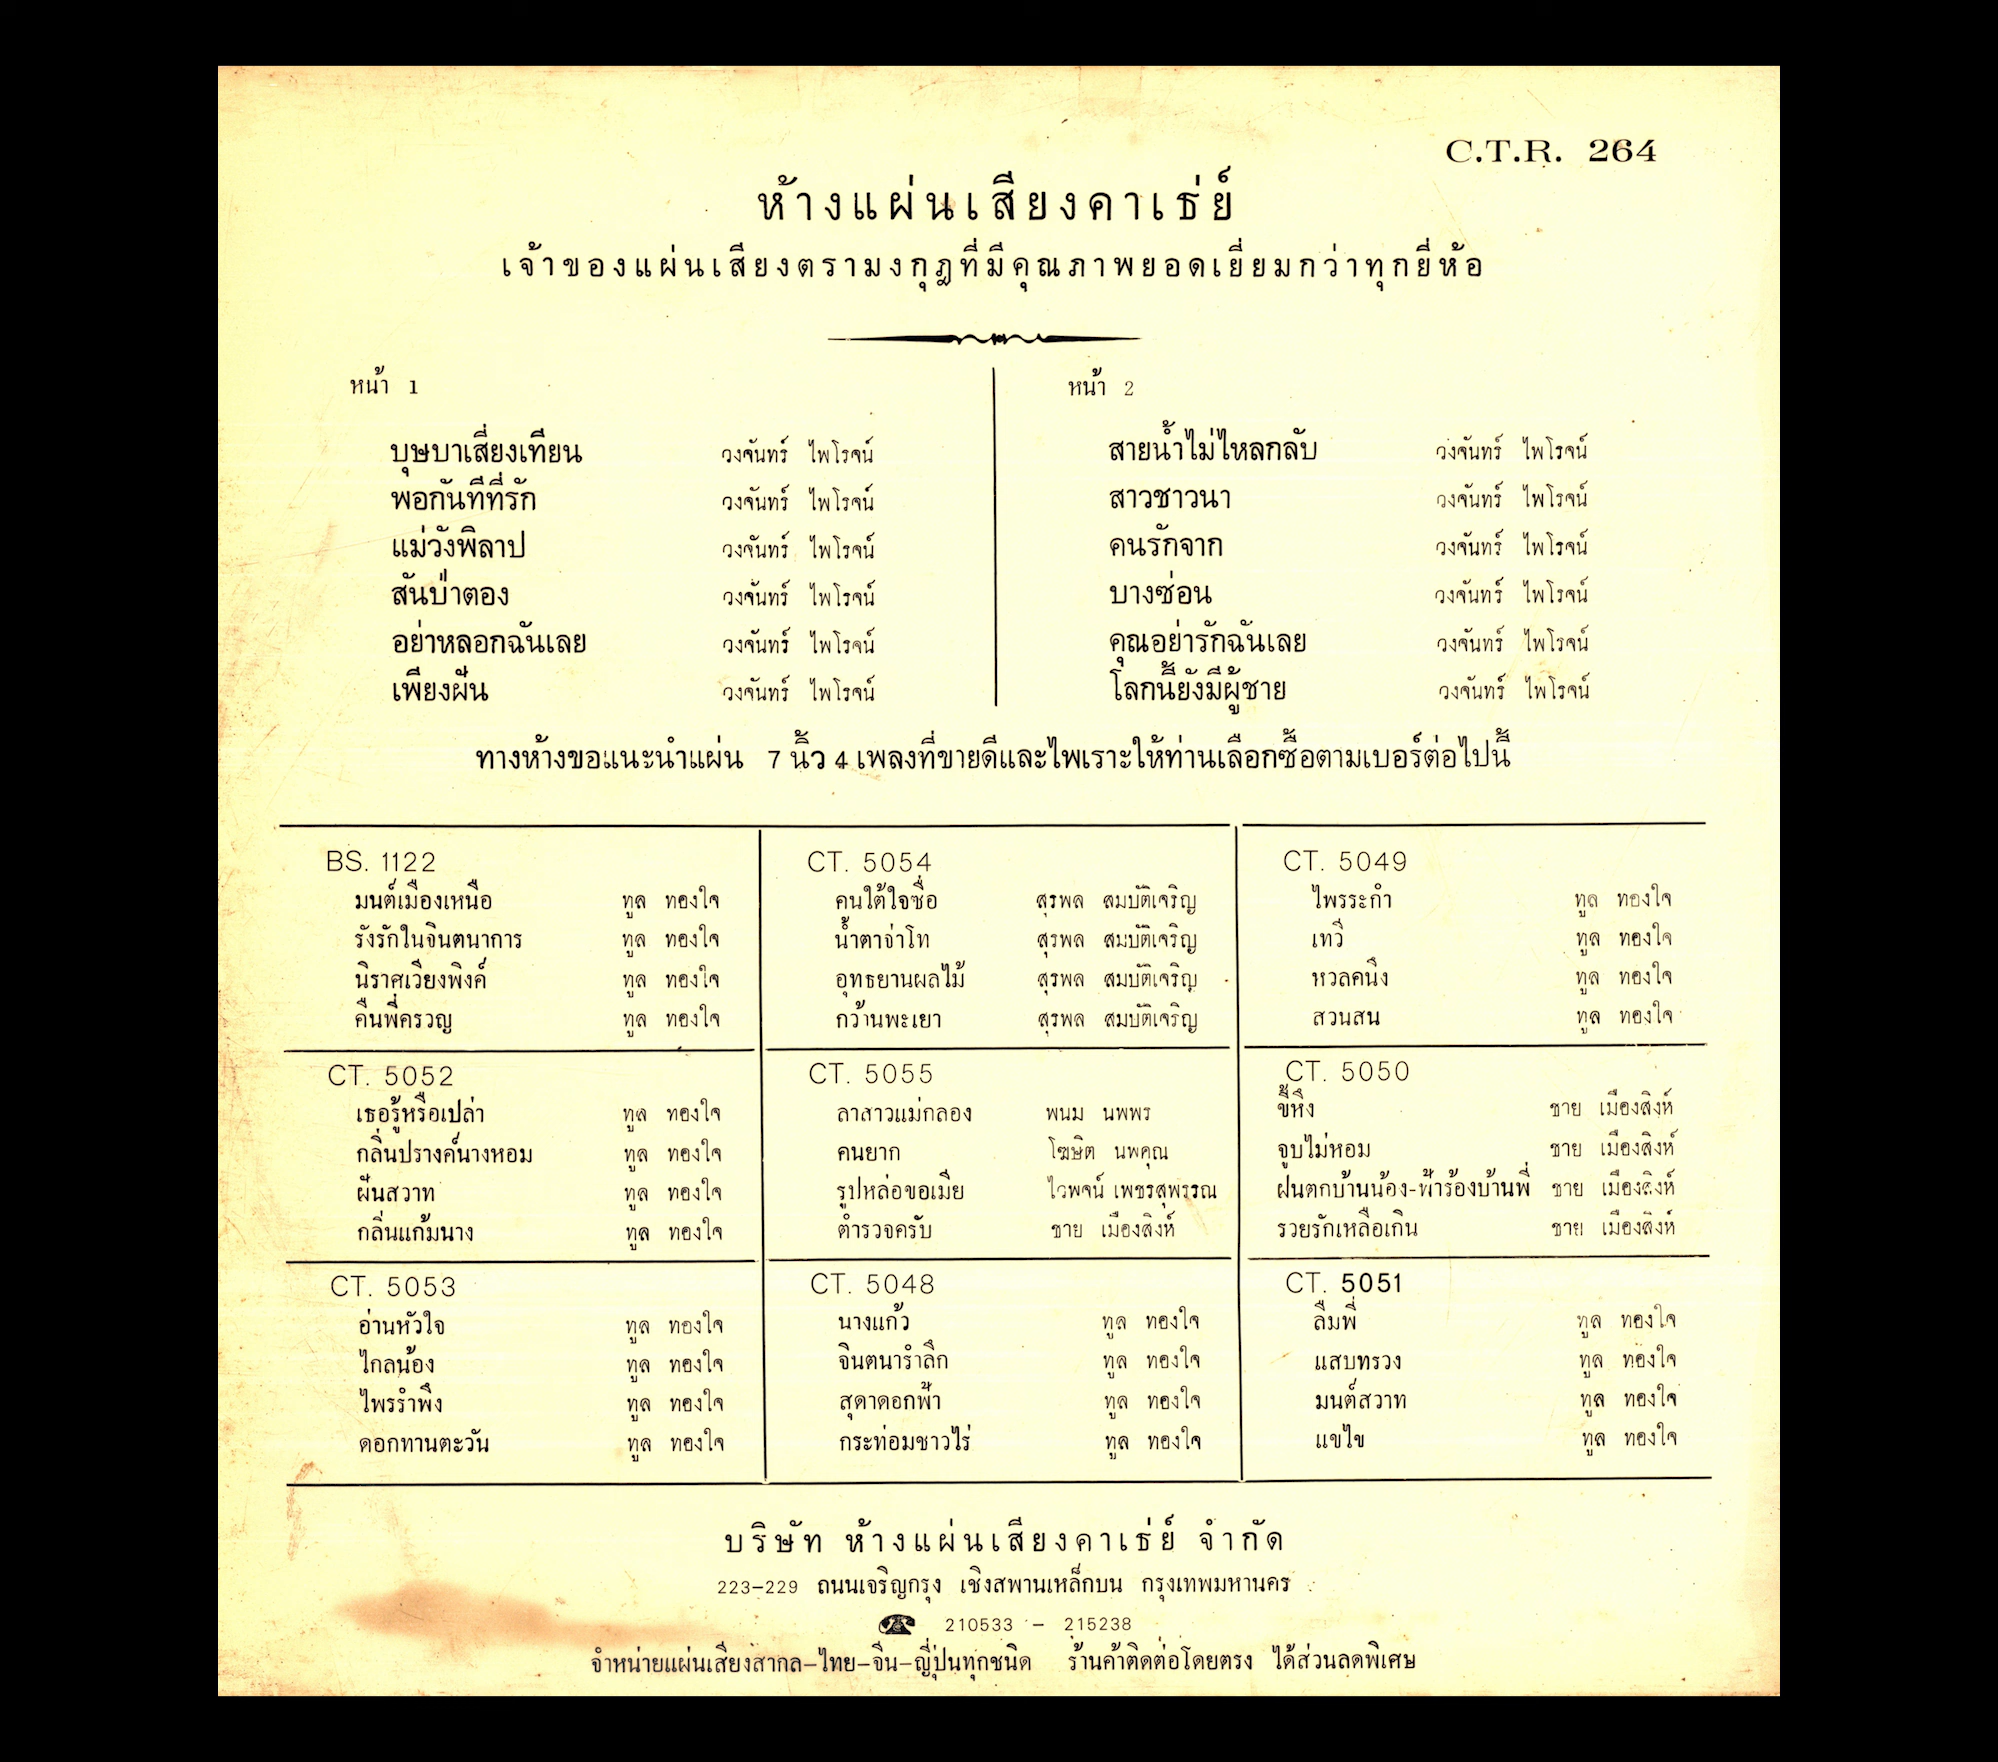 C.T.R. 264
ห้างแผ่นเสียงคาเธ่ย์
เจ้าของแผ่นเสียงตรามงกุฎที่มีคุณภาพยอดเยี่ยมกว่าทุกยี่ห้อ
หน้า 1
บุษบาเสี่ยงเทียน วงจันทร์ ไพโรจน์
พอกันทีที่รัก วงจันทร์ ไพโรจน์
แม่วังพิลาป วงจันทร์ ไพโรจน์
สันป่าตอง วงจันทร์ ไพโรจน์
อย่าหลอกฉันเลย วงจันทร์ ไพโรจน์
เพียงฝัน วงจันทร์ ไพโรจน์
หน้า 2
สายน้ำไม่ไหลกลับ วงจันทร์ ไพโรจน์
สาวชาวนา วงจันทร์ ไพโรจน์
คนรักจาก วงจันทร์ ไพโรจน์
บางซ่อน วงจันทร์ ไพโรจน์
คุณอย่ารักฉันเลย วงจันทร์ ไพโรจน์
โลกนี้ยังมีผู้ชาย วงจันทร์ ไพโรจน์
ทางห้างขอแนะนำแผ่น 7 นิ้ว 4 เพลงที่ขายดีและไพเราะให้ท่านเลือกซื้อตามเบอร์ต่อไปนี้
BS. 1122
มนต์เมืองเหนือ ทูล ทองใจ
รังรักในจินตนาการ ทูล ทองใจ
นิราศเวียงพิงค์ ทูล ทองใจ
คืนพี่ครวญ ทูล ทองใจ
CT. 5054
คนใต้ใจซื่อ สุรพล สมบัติเจริญ
น้ำตาจ่าโท สุรพล สมบัติเจริญ
อุทธยานผลไม้ สุรพล สมบัติเจริญ
กว้านพะเยา สุรพล สมบัติเจริญ
CT. 5049
ไพรระกำ ทูล ทองใจ
เทวี ทูล ทองใจ
หวลคนึง ทูล ทองใจ
สวนสน ทูล ทองใจ
CT. 5052
เธอรู้หรือเปล่า ทูล ทองใจ
กลิ่นปรางค์นางหอม ทูล ทองใจ
ฝันสวาท ทูล ทองใจ
กลิ่นแก้มนาง ทูล ทองใจ
CT. 5055
ลาสาวแม่กลอง พนม นพพร
คนยาก โฆษิต นพคุณ
รูปหล่อขอเมีย ไวพจน์ เพชรสุพรรณ
ตำรวจครับ ชาย เมืองสิงห์
CT. 5050
ขี้หึง ชาย เมืองสิงห์
จูบไม่หอม ชาย เมืองสิงห์
ฝนตกบ้านน้อง-ฟ้าร้องบ้านพี่ ชาย เมืองสิงห์
รวยรักเหลือเกิน ชาย เมืองสิงห์
CT. 5053
อ่านหัวใจ ทูล ทองใจ
ไกลน้อง ทูล ทองใจ
ไพรรำพึง ทูล ทองใจ
ดอกทานตะวัน ทูล ทองใจ
CT. 5048
นางแก้ว ทูล ทองใจ
จินตนารำลึก ทูล ทองใจ
สุดาดอกฟ้า ทูล ทองใจ
กระท่อมชาวไร่ ทูล ทองใจ
CT. 5051
ลืมพี่ ทูล ทองใจ
แสบทรวง ทูล ทองใจ
มนต์สวาท ทูล ทองใจ
แขไข ทูล ทองใจ
บริษัท ห้างแผ่นเสียงคาเธ่ย์ จำกัด
223-229 ถนนเจริญกรุง เชิงสพานเหล็กบน กรุงเทพมหานคร
210533 - 215238
จำหน่ายแผ่นเสียงสากล-ไทย-จีน-ญี่ปุ่นทุกชนิด ร้านค้าติดต่อโดยตรง ได้ส่วนลดพิเศษ